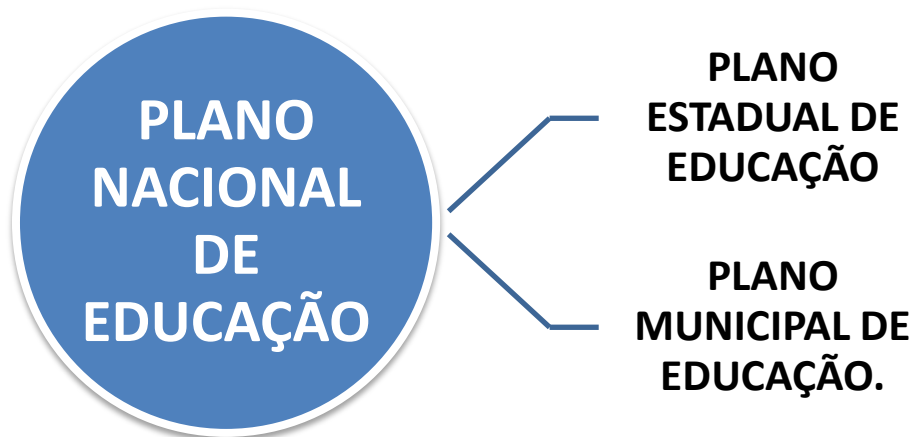 PLANO
NACIONAL
DE
EDUCAÇÃO
PLANO
ESTADUAL DE
EDUCAÇÃO
PLANO
MUNICIPAL DE
EDUCAÇÃO.